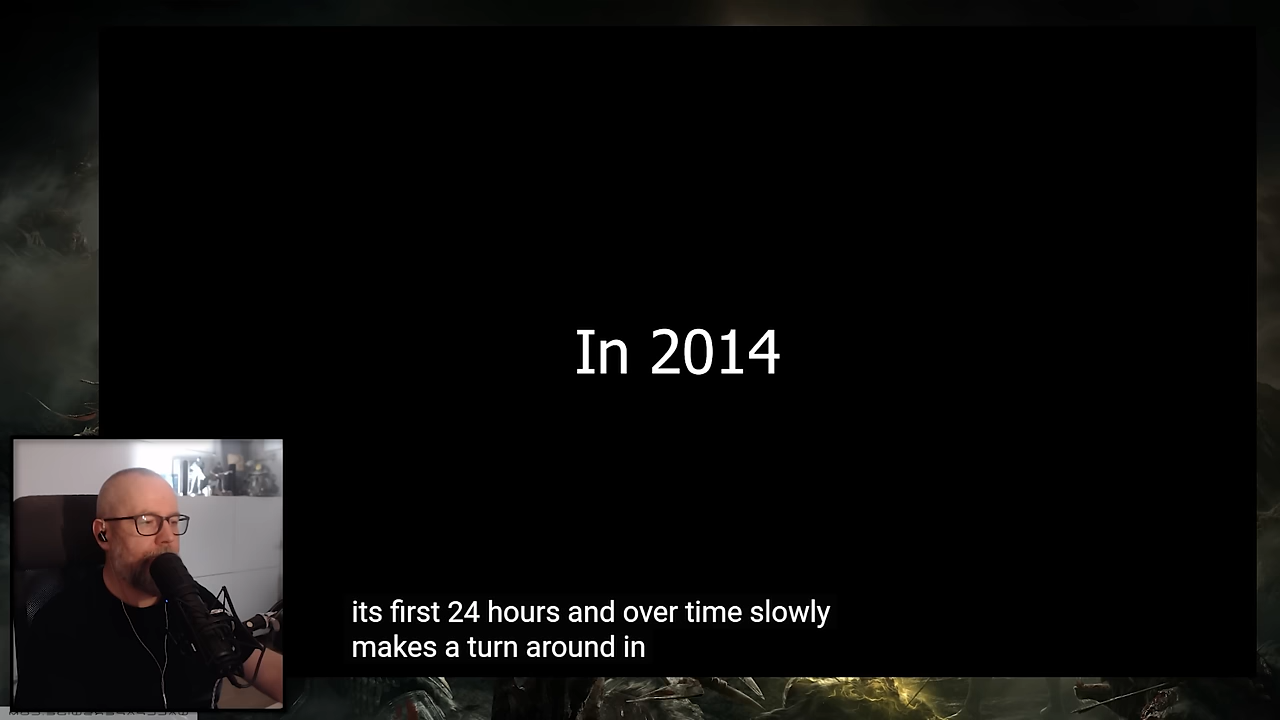 In 2014
its first 24 hours and over time slowly
makes a turn around in